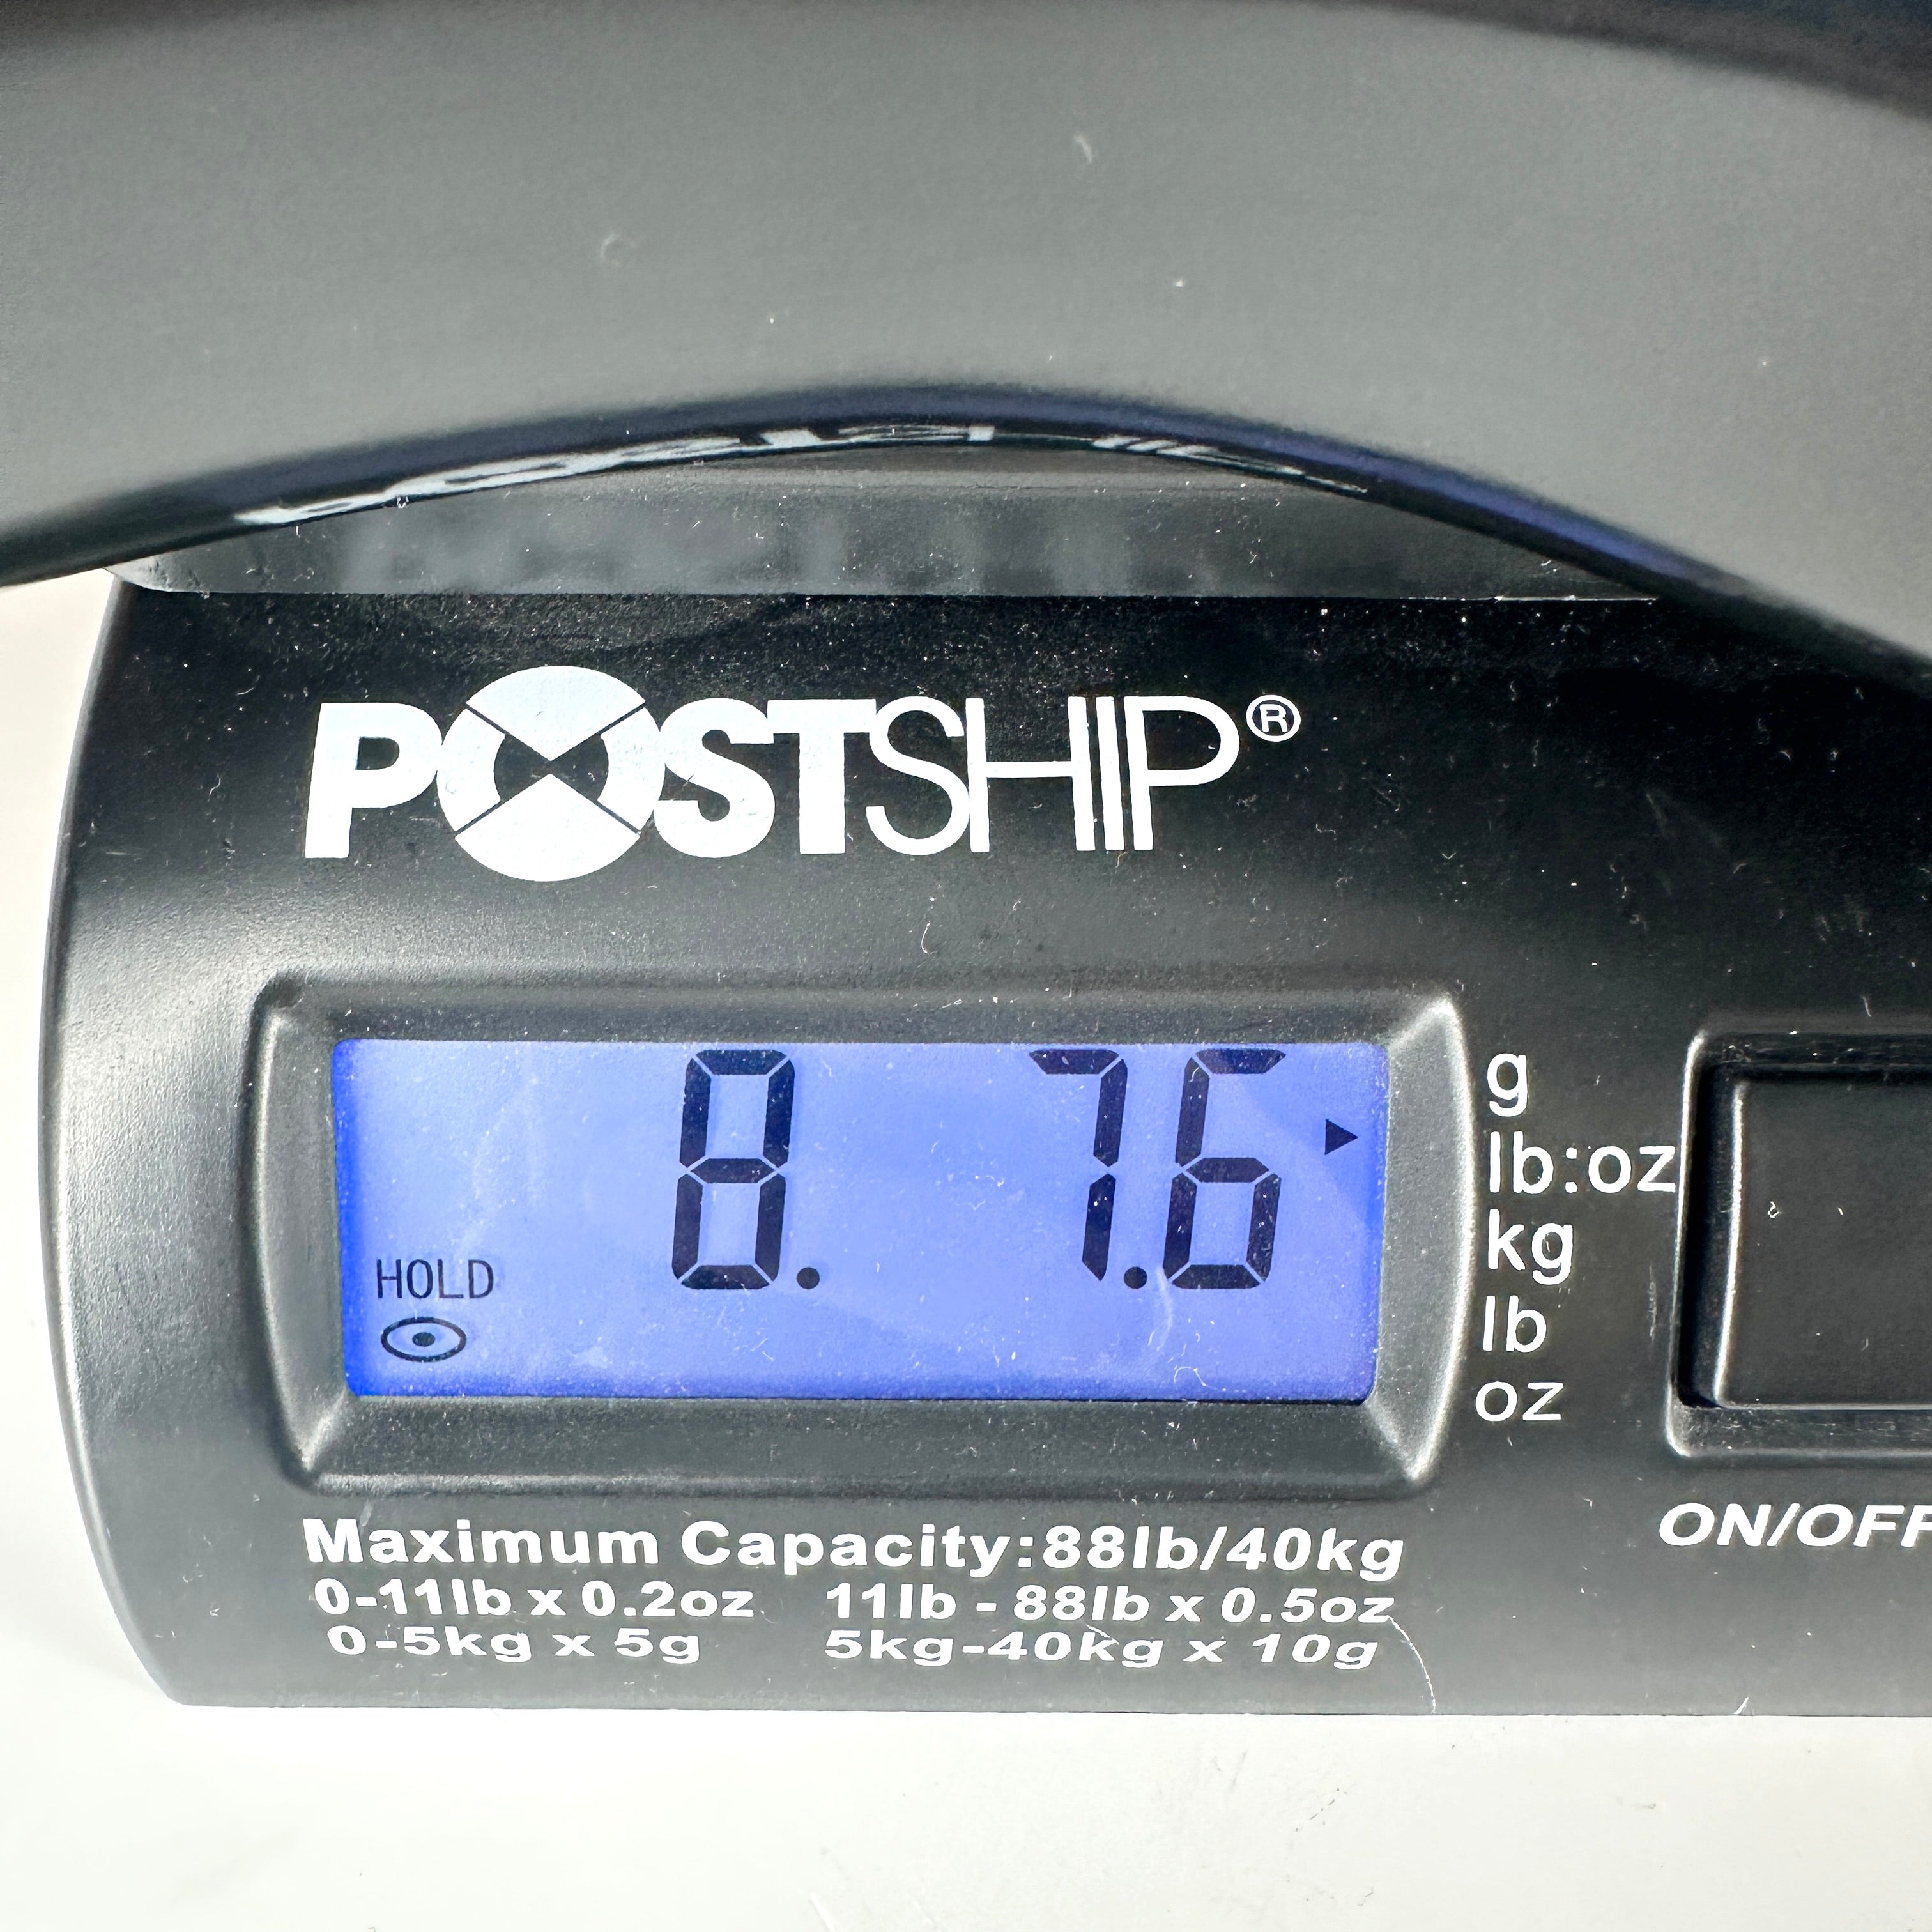 POSTSHIP®
8. 7.6
HOLD
g
lb:oz
kg
lb
oz
ON/OFF
Maximum Capacity:88lb/40kg
0-11lb x 0.2oz 11lb - 88lb x 0.5oz
0-5kg x 5g 5kg-40kg x 10g